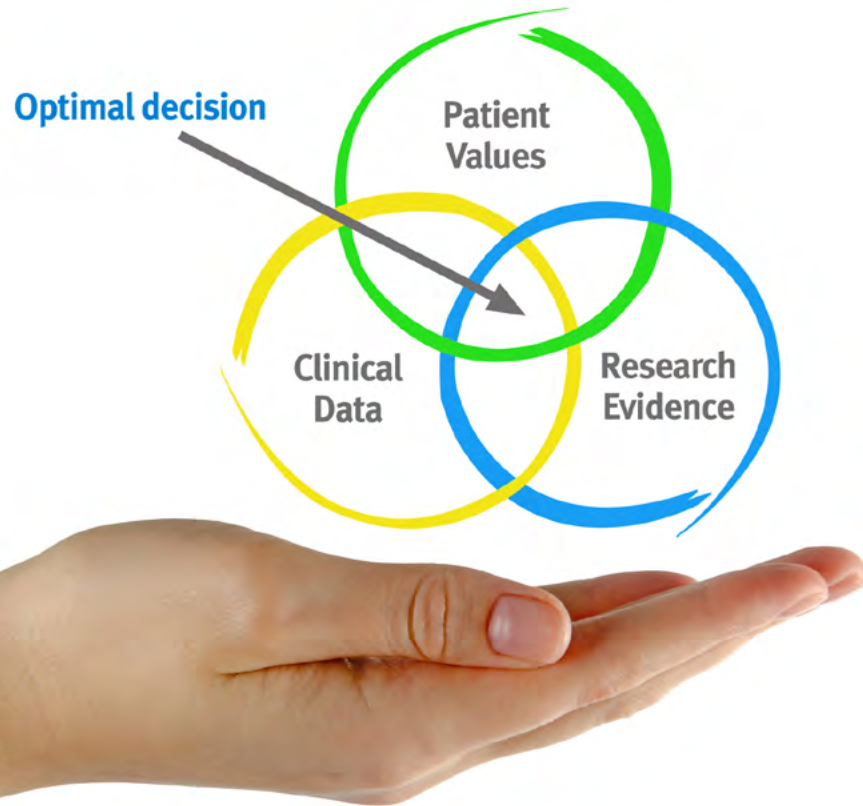 Optimal decision
Patient
Values
Clinical
Data
Research
Evidence